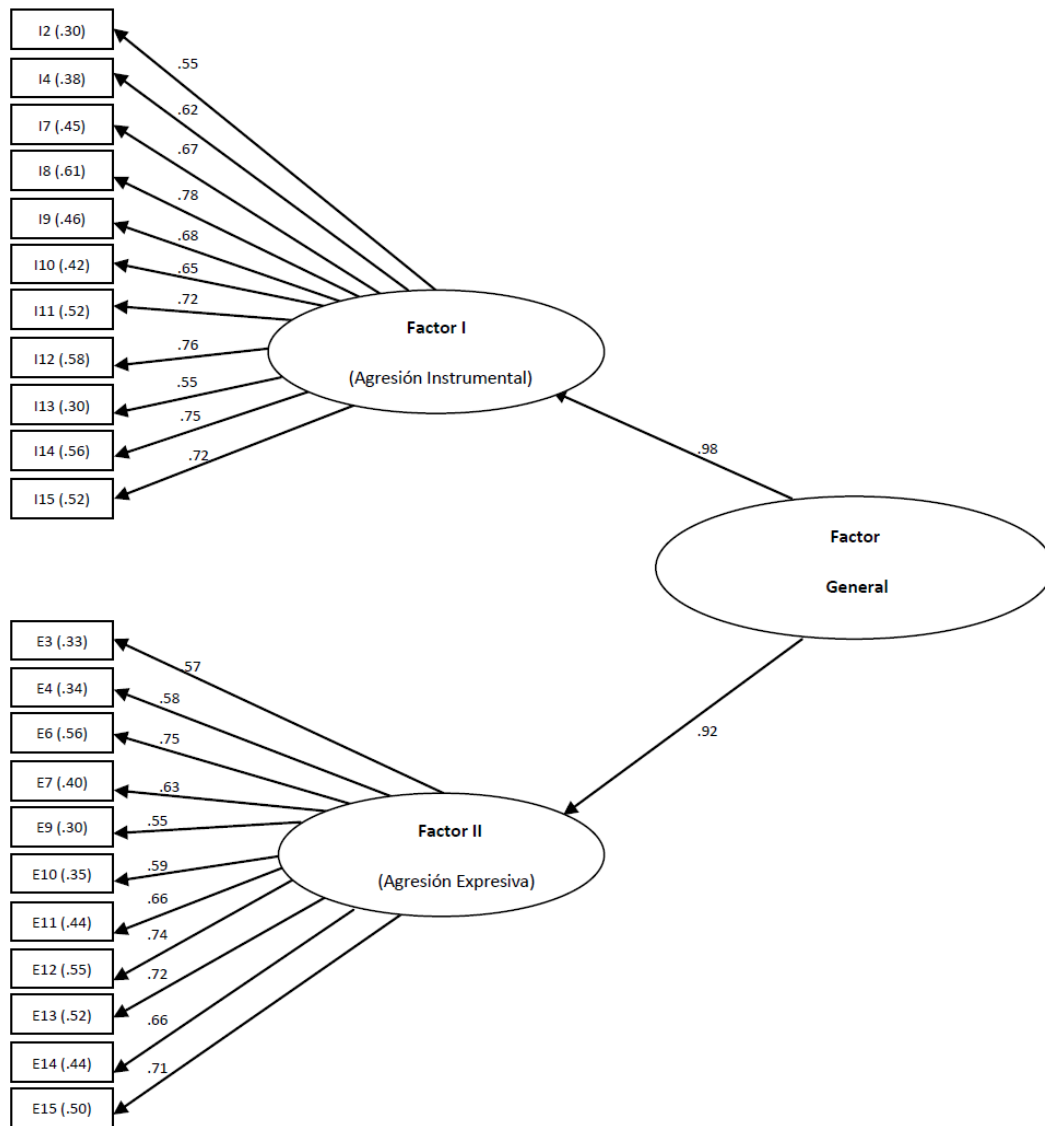 I2 (.30)
.55
I4 (.38)
.62
I7 (.45)
.67
I8 (.61)
.78
I9 (.46)
.68
I10 (.42)
.65
I11 (.52)
.72
I12 (.58)
.76
I13 (.30)
.55
I14 (.56)
.75
I15 (.52)
.72
Factor I
(Agresión Instrumental)
.98
Factor
General
.92
E3 (.33)
.57
E4 (.34)
.58
E6 (.56)
.75
E7 (.40)
.63
E9 (.30)
.55
E10 (.35)
.59
E11 (.44)
.66
E12 (.55)
.74
E13 (.52)
.72
E14 (.44)
.66
E15 (.50)
.71
Factor II
(Agresión Expresiva)